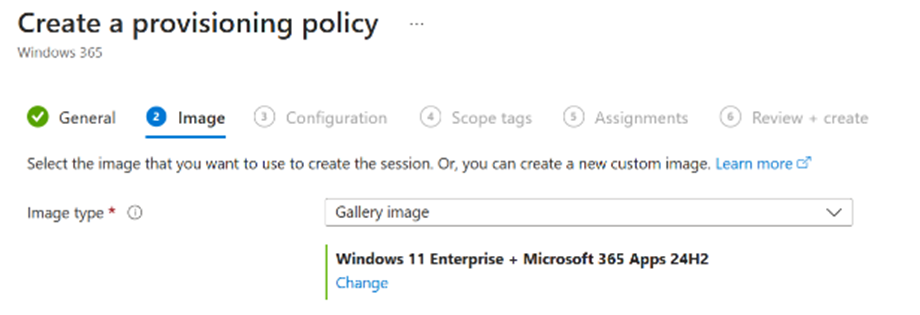 Create a provisioning policy ...
Windows 365
General 2 Image 3 Configuration 4 Scope tags 5 Assignments 6 Review + create
Select the image that you want to use to create the session. Or, you can create a new custom image. Learn more
Image type * Gallery image
Windows 11 Enterprise + Microsoft 365 Apps 24H2
Change